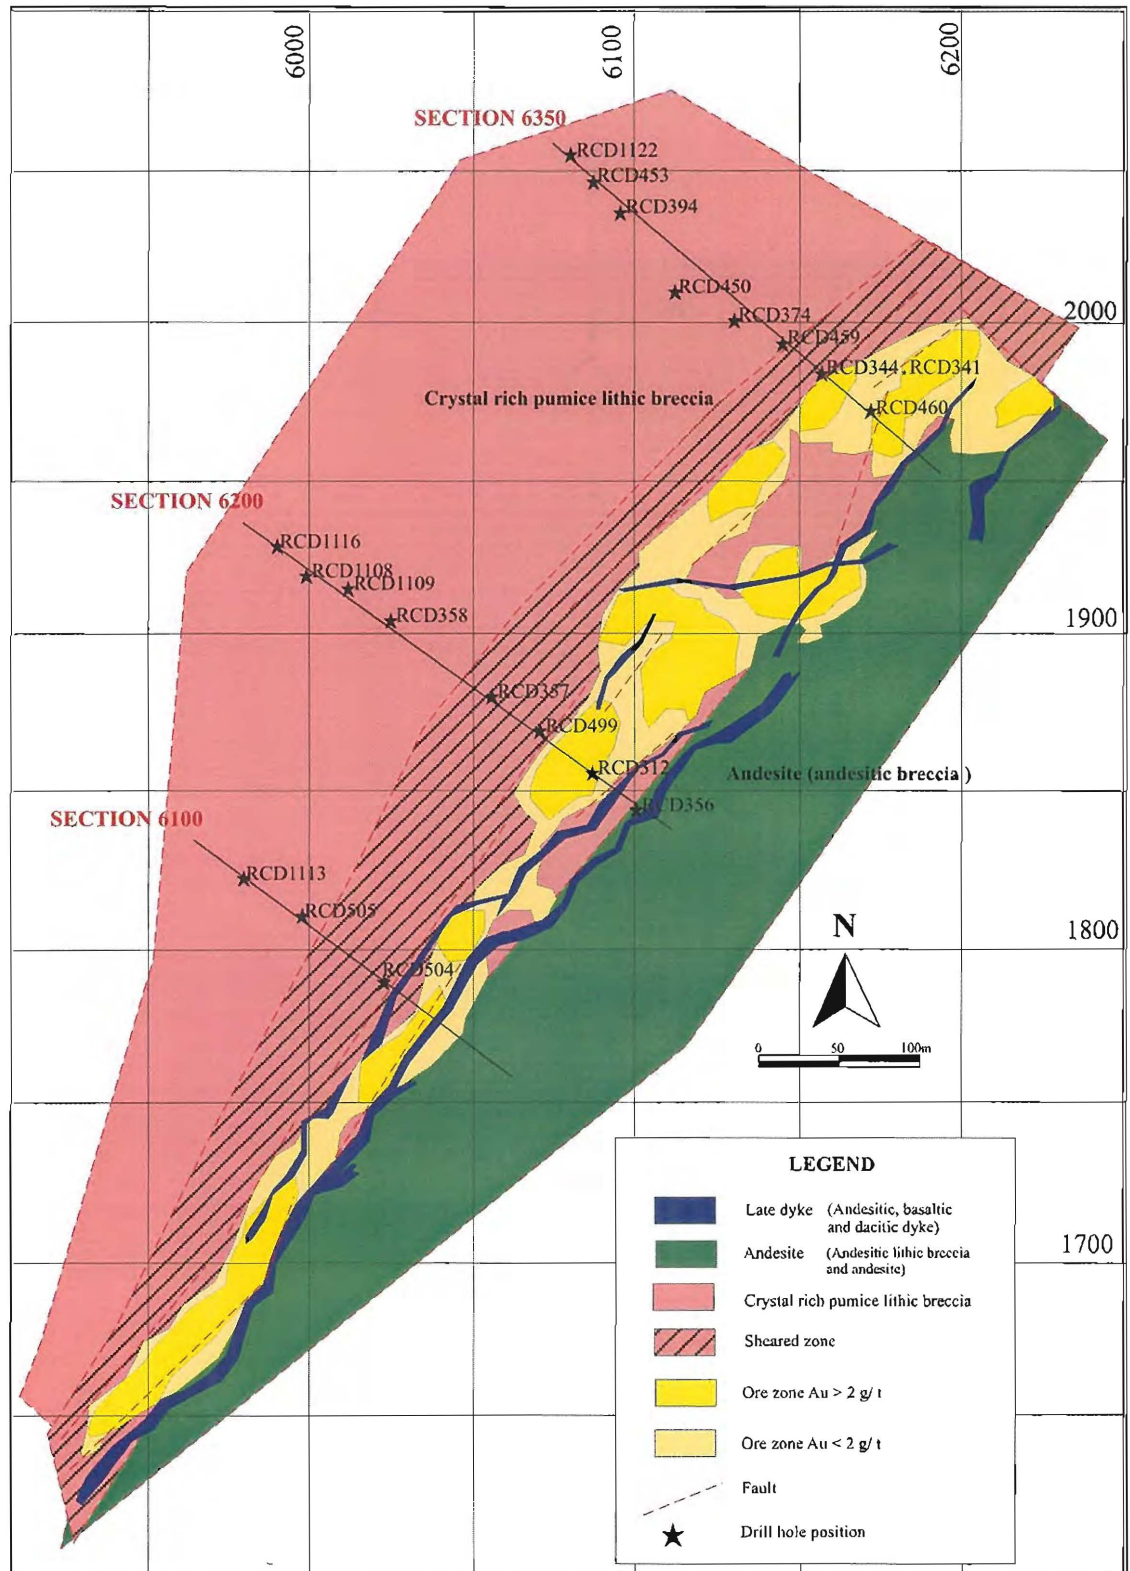 6000
6100
6200
SECTION 6350
RCD1122
RCD453
RCD394
RCD450
2000
RCD374
RCD459
RCD344, RCD341
Crystal rich pumice lithic breccia
RCD460
SECTION 6200
RCD1116
RCD1108
RCD1109
RCD358
1900
RCD357
RCD499
RCD312
Andesite (andesitic breccia )
RCD356
SECTION 6100
RCD1113
RCD505
N
1800
RCD504
0 50 100m
LEGEND
Late dyke (Andesitic, basaltic
and dacitic dyke)
Andesite (Andesitic lithic breccia
and andesite)
1700
Crystal rich pumice lithic breccia
Sheared zone
Ore zone Au > 2 g/ t
Ore zone Au < 2 g/ t
Fault
Drill hole position